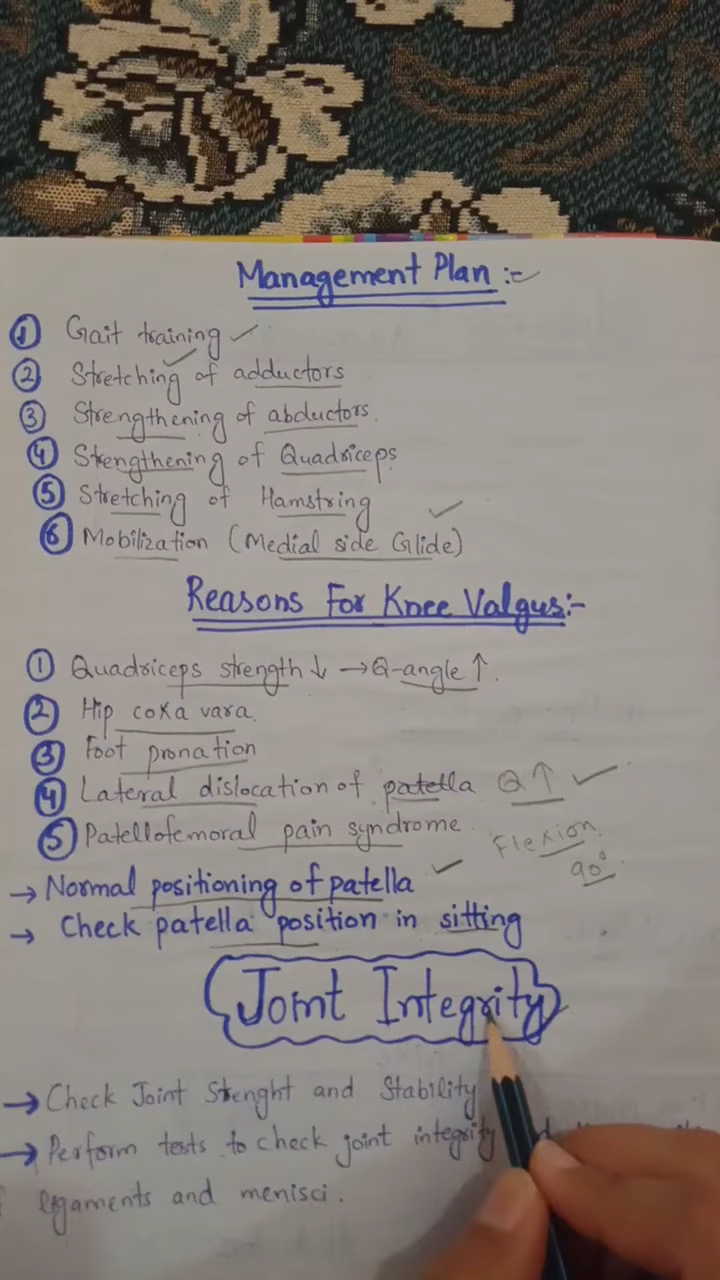 Management Plan :-
① Gait training ✓
② Stretching of adductors
③ Strengthening of abductors.
④ Stengthening of Quadriceps
⑤ Stretching of Hamstring
⑥ Mobilization (Medial side Glide)
Reasons For Knee Valgus:-
① Quadriceps strength ↓ → Q-angle ↑.
② Hip coxa vara.
③ Foot pronation
④ Lateral dislocation of patella Q ↑ ✓
⑤ Patellofemoral pain syndrome
Flexion
90°
→ Normal positioning of patella ✓
→ Check patella position in sitting
Joint Integrity
→ Check Joint Strenght and Stability
→ Perform tests to check joint integrity
ligaments and menisci.